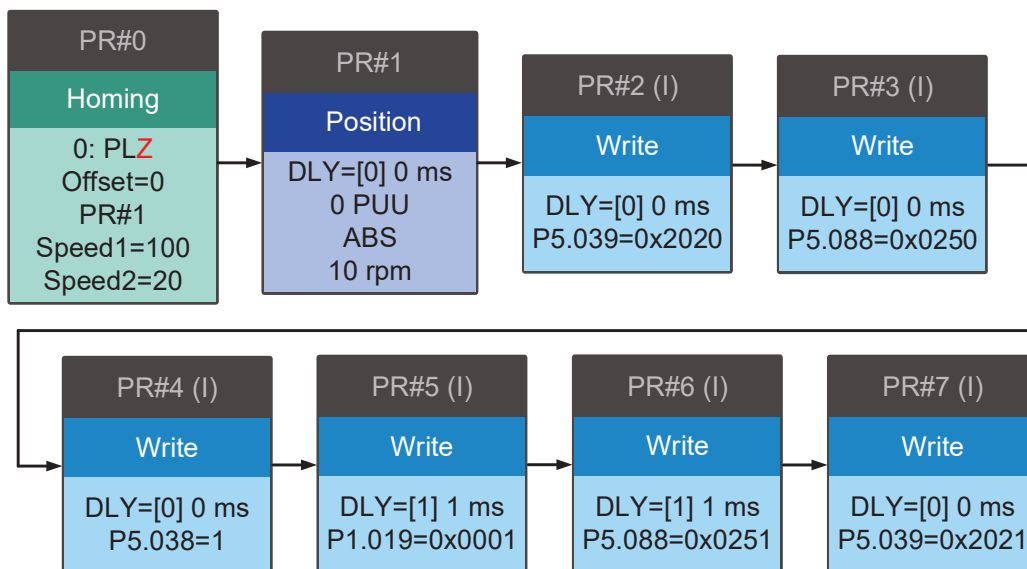 PR#0
Homing
0: PLZ
Offset=0
PR#1
Speed1=100
Speed2=20
PR#1
Position
DLY=[0] 0 ms
0 PUU
ABS
10 rpm
PR#2 (I)
Write
DLY=[0] 0 ms
P5.039=0x2020
PR#3 (I)
Write
DLY=[0] 0 ms
P5.088=0x0250
PR#4 (I)
Write
DLY=[0] 0 ms
P5.038=1
PR#5 (I)
Write
DLY=[1] 1 ms
P1.019=0x0001
PR#6 (I)
Write
DLY=[1] 1 ms
P5.088=0x0251
PR#7 (I)
Write
DLY=[0] 0 ms
P5.039=0x2021